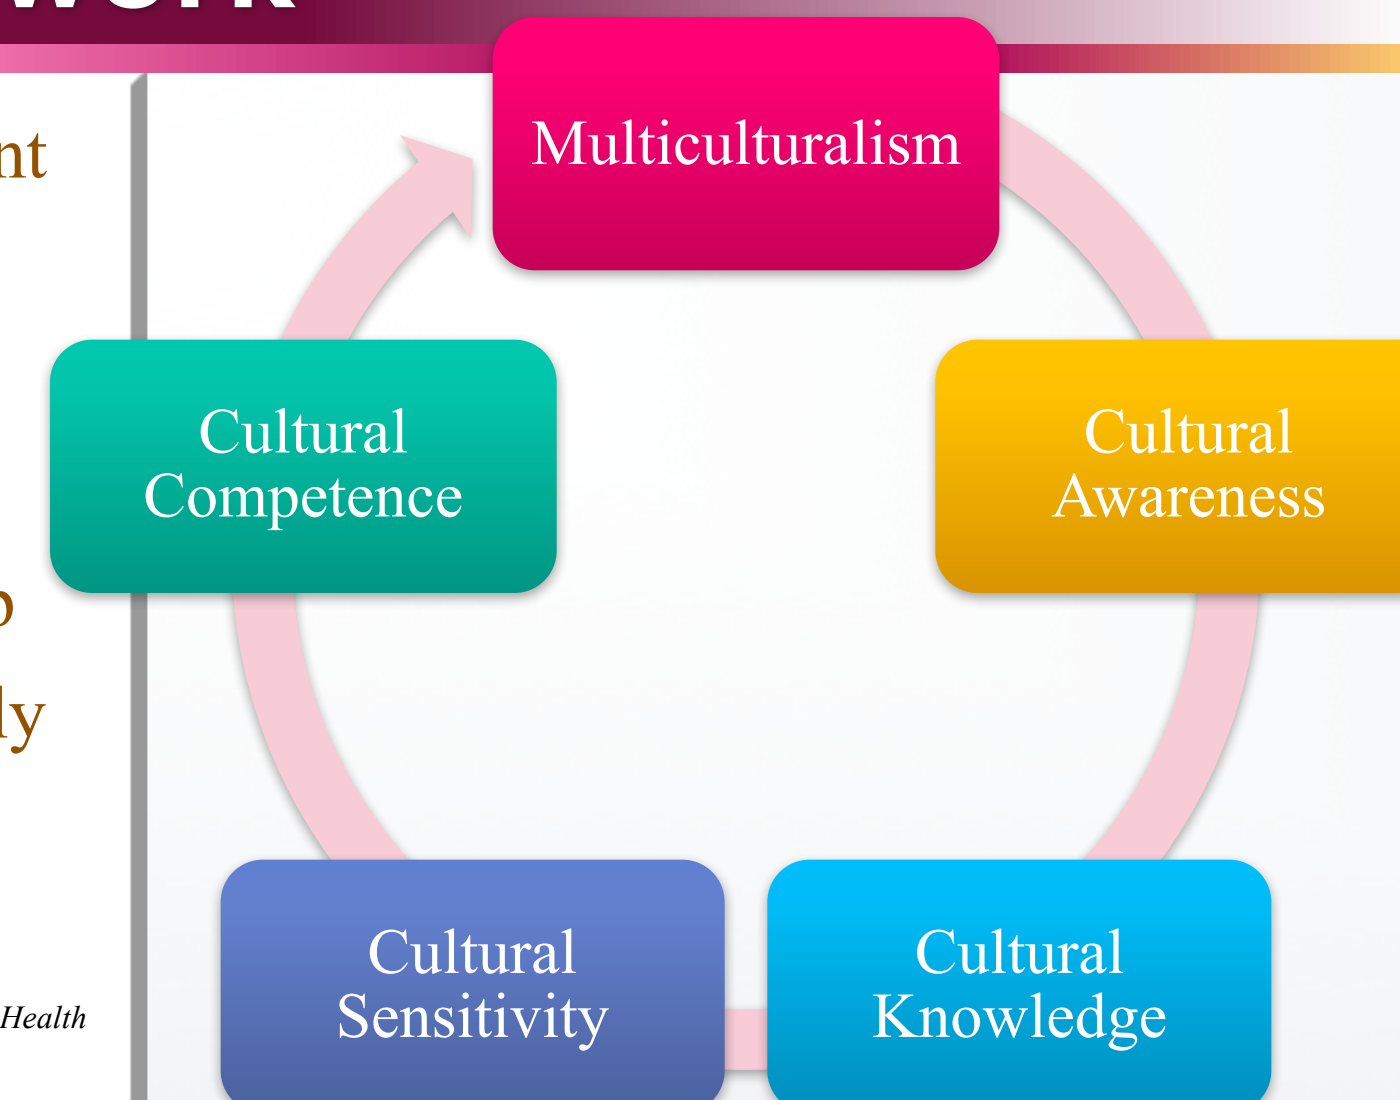 Multiculturalism
Cultural
Awareness
Cultural
Knowledge
Cultural
Sensitivity
Cultural
Competence
nt
p
ly
Health